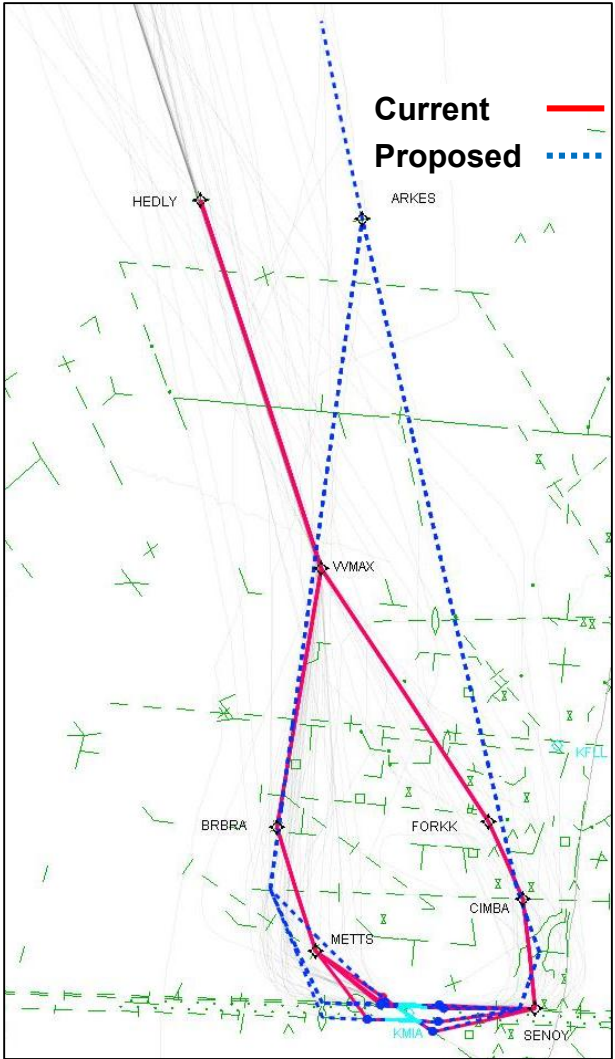 Current
Proposed
HEDLY
ARKES
VVMAX
KFLL
BRBRA
FORKK
CIMBA
METTS
KMIA
SENOY